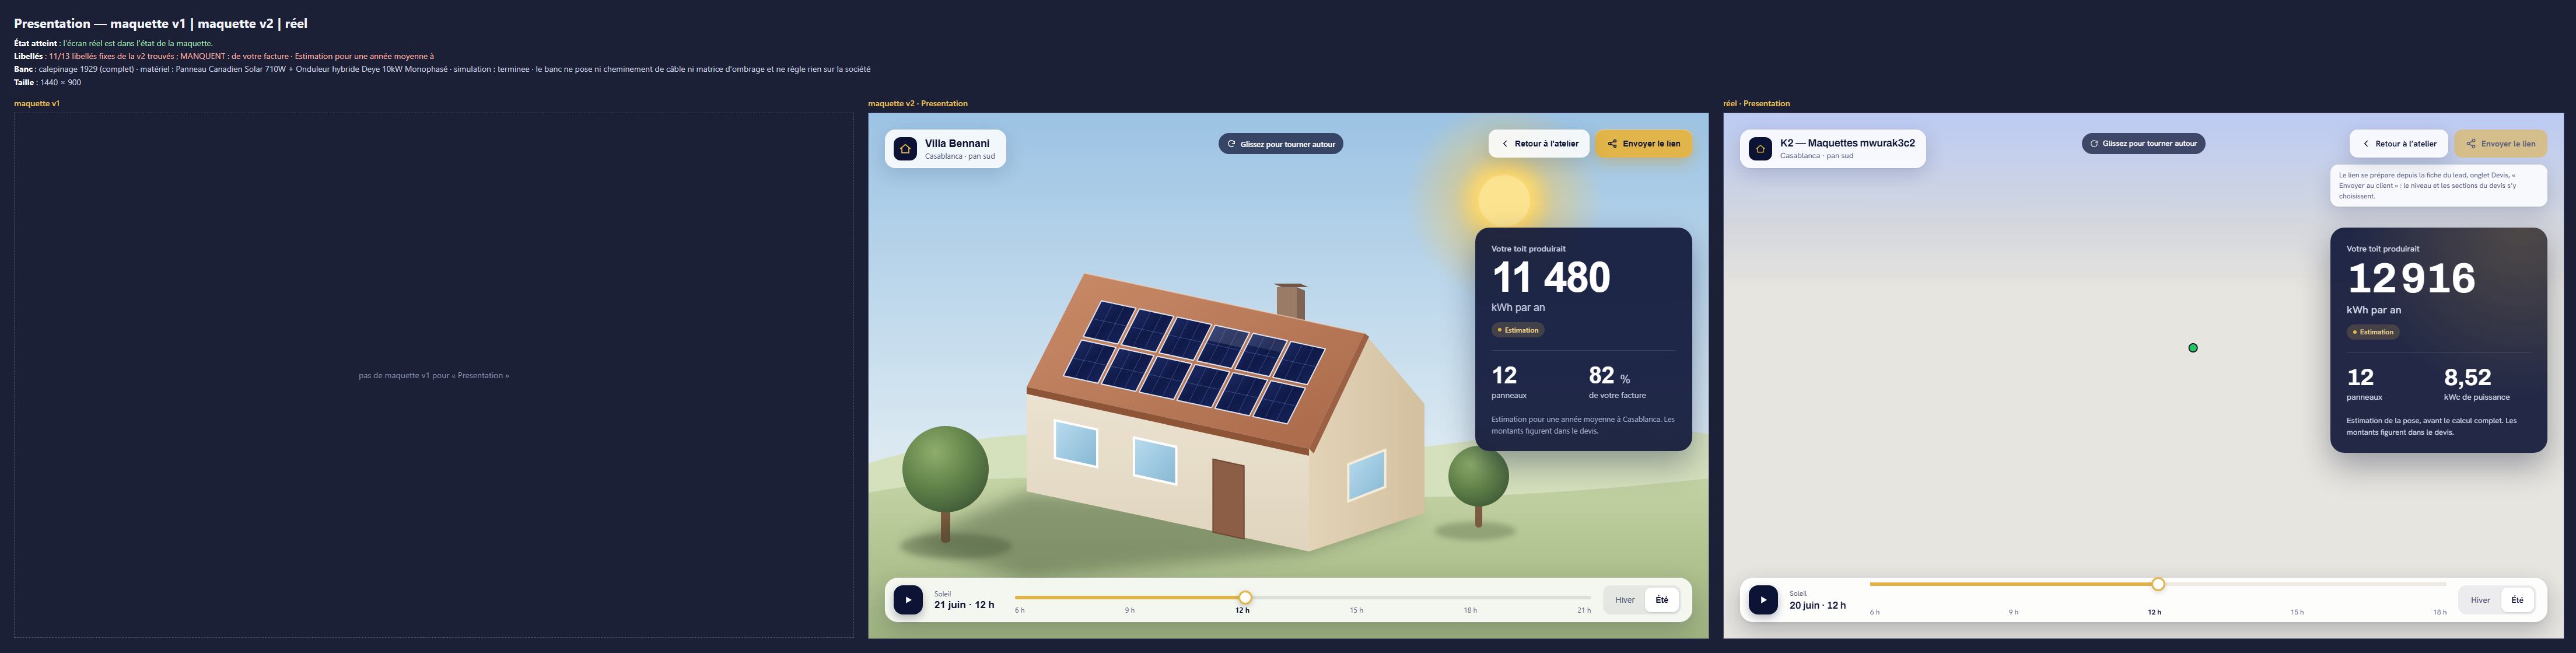 Presentation — maquette v1 | maquette v2 | réel
État atteint : l'écran réel est dans l'état de la maquette.
Libellés : 11/13 libellés fixes de la v2 trouvés ; MANQUENT : de votre facture · Estimation pour une année moyenne à
Banc : calepinage 1929 (complet) · matériel : Panneau Canadien Solar 710W + Onduleur hybride Deye 10kW Monophasé · simulation : terminee · le banc ne pose ni cheminement de câble ni matrice d'ombrage et ne règle rien sur la société
Taille : 1440 × 900
maquette v1
pas de maquette v1 pour « Presentation »
maquette v2 · Presentation
Villa Bennani
Casablanca · pan sud
Glissez pour tourner autour
Retour à l'atelier
Envoyer le lien
Votre toit produirait
11 480
kWh par an
Estimation
12
panneaux
82 %
de votre facture
Estimation pour une année moyenne à Casablanca. Les
montants figurent dans le devis.
Soleil
21 juin · 12 h
6 h
9 h
12 h
15 h
18 h
21 h
Hiver
Été
réel · Presentation
K2 — Maquettes mwurak3c2
Casablanca · pan sud
Glissez pour tourner autour
Retour à l'atelier
Envoyer le lien
Le lien se prépare depuis la fiche du lead, onglet Devis, «
Envoyer au client » : le niveau et les sections du devis s'y
choisissent.
Votre toit produirait
12 916
kWh par an
Estimation
12
panneaux
8,52
kWc de puissance
Estimation de la pose, avant le calcul complet. Les
montants figurent dans le devis.
Soleil
20 juin · 12 h
6 h
9 h
12 h
15 h
18 h
Hiver
Été